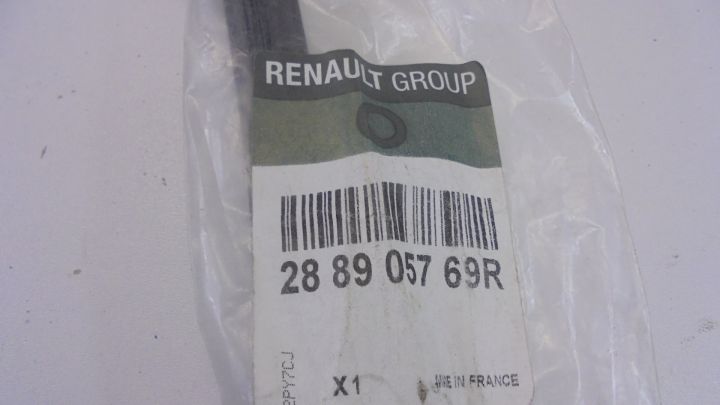 RENAULT GROUP
28 89 057 69R
X1
MADE IN FRANCE